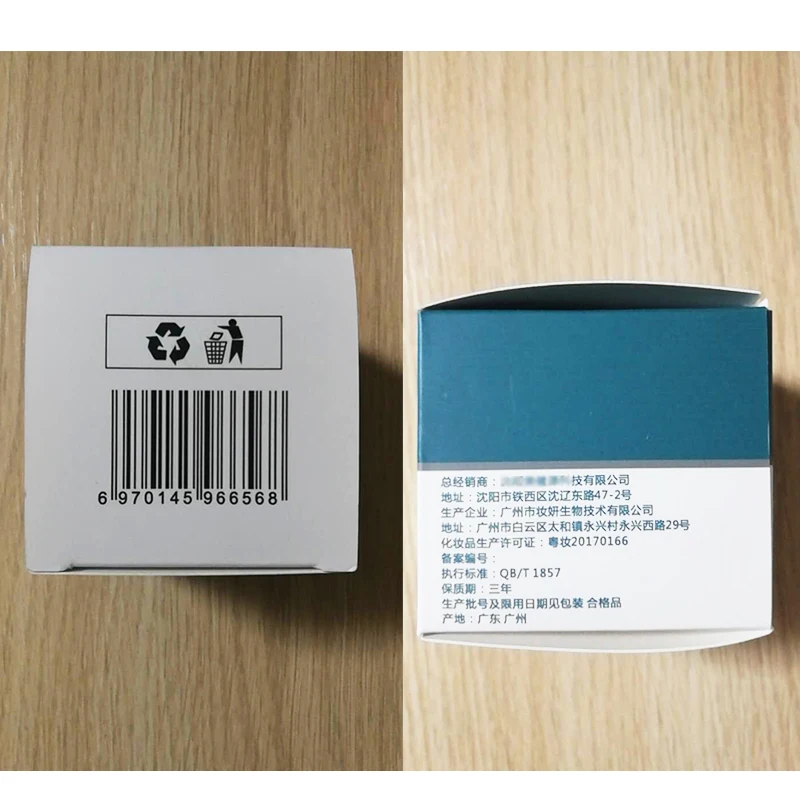 6 970145 966568
总经销商：技有限公司
地址：沈阳市铁西区沈辽东路47-2号
生产企业：广州市妆妍生物技术有限公司
地址：广州市白云区太和镇永兴村永兴西路29号
化妆品生产许可证：粤妆20170166
备案编号：
执行标准：QB/T 1857
保质期：三年
生产批号及限用日期见包装 合格品
产地：广东 广州